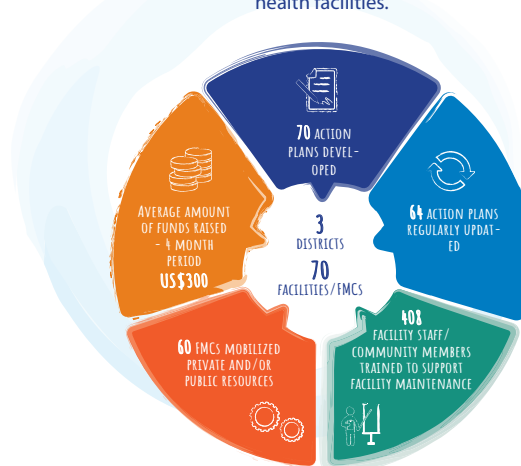 health facilities.
70 ACTION
PLANS DEVEL-
OPED
64 ACTION PLANS
REGULARLY UPDAT-
ED
408
FACILITY STAFF/
COMMUNITY MEMBERS
TRAINED TO SUPPORT
FACILITY MAINTENANCE
60 FMCS MOBILIZED
PRIVATE AND/OR
PUBLIC RESOURCES
AVERAGE AMOUNT
OF FUNDS RAISED
- 4 MONTH
PERIOD
US$300
3
DISTRICTS
70
FACILITIES/FMCS